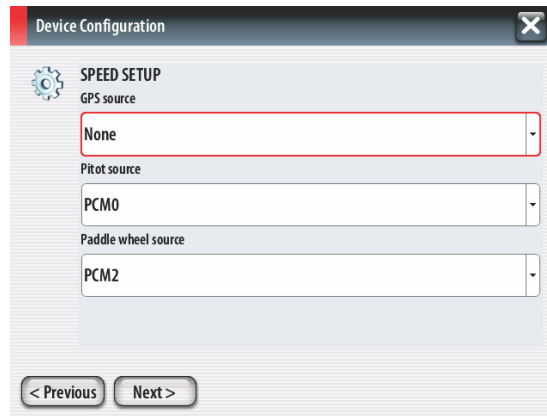 Device Configuration
SPEED SETUP
GPS source
None
Pitot source
PCM0
Paddle wheel source
PCM2
< Previous
Next >